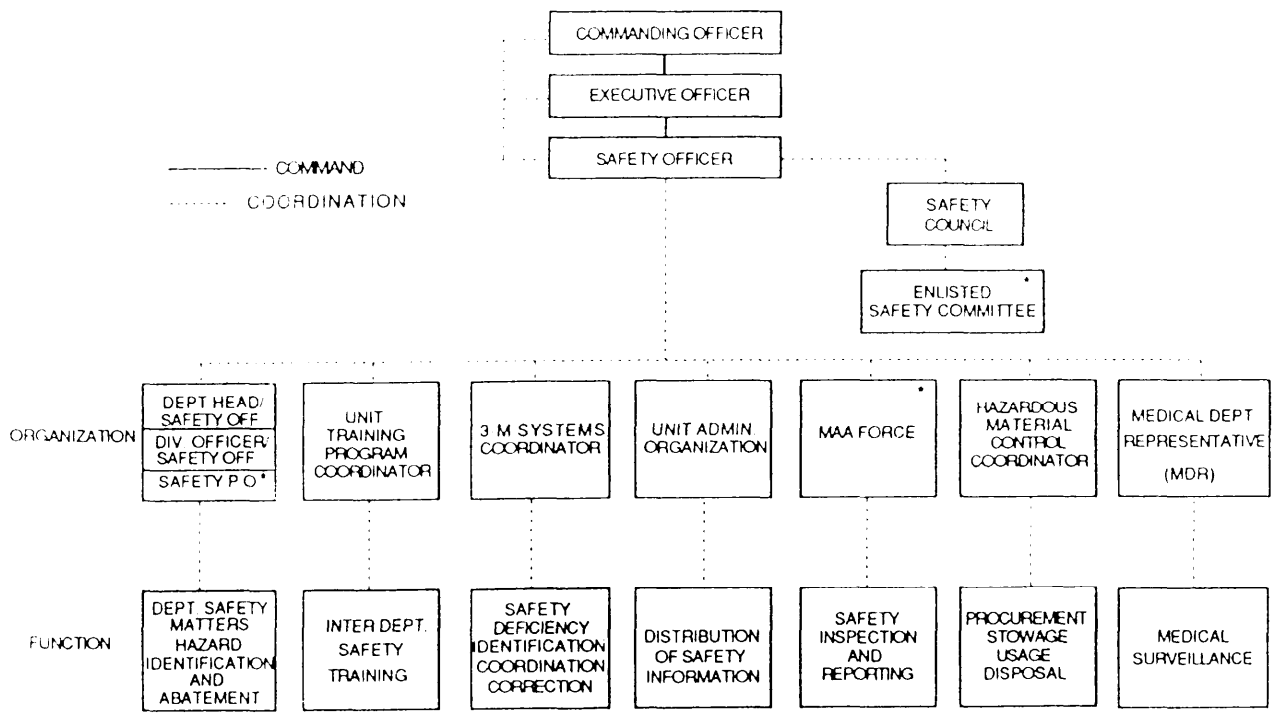 COMMANDING OFFICER
EXECUTIVE OFFICER
SAFETY OFFICER
COMMAND
COORDINATION
SAFETY
COUNCIL
ENLISTED *
SAFETY COMMITTEE
ORGANIZATION
DEPT HEAD/
SAFETY OFF
DIV. OFFICER/
SAFETY OFF
SAFETY P O *
UNIT
TRAINING
PROGRAM
COORDINATOR
3 M SYSTEMS
COORDINATOR
UNIT ADMIN.
ORGANIZATION
*
MAA FORCE
HAZARDOUS
MATERIAL
CONTROL
COORDINATOR
MEDICAL DEPT
REPRESENTATIVE
(MDR)
FUNCTION
DEPT. SAFETY
MATTERS
HAZARD
IDENTIFICATION
AND
ABATEMENT
INTER DEPT.
SAFETY
TRAINING
SAFETY
DEFICIENCY
IDENTIFICATION
COORDINATION
CORRECTION
DISTRIBUTION
OF SAFETY
INFORMATION
SAFETY
INSPECTION
AND
REPORTING
PROCUREMENT
STOWAGE
USAGE
DISPOSAL
MEDICAL
SURVEILLANCE